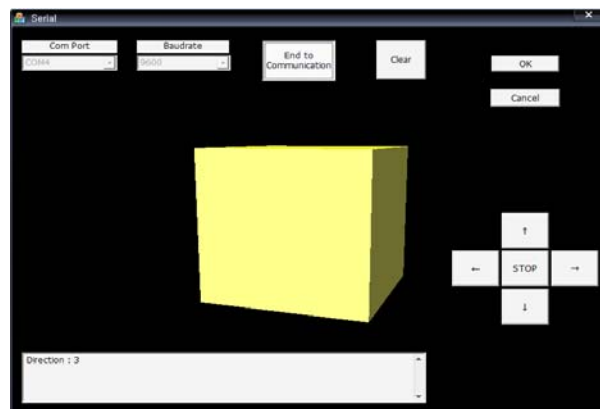 Serial
Com Port
Baudrate
COM4
9600
End to
Communication
Clear
OK
Cancel
↑
←
STOP
→
↓
Direction : 3